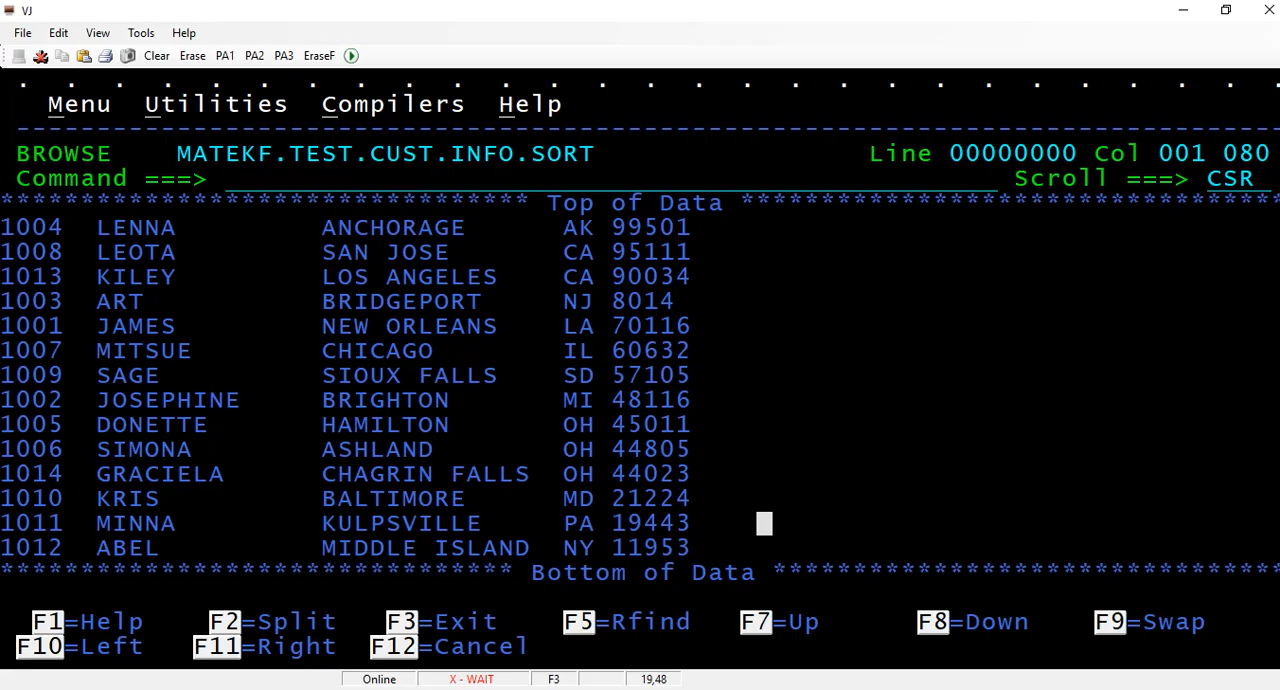 VJ
File Edit View Tools Help
Clear Erase PA1 PA2 PA3 EraseF
Menu Utilities Compilers Help
BROWSE MATEKF.TEST.CUST.INFO.SORT Line 00000000 Col 001 080
Command ===> Scroll ===> CSR
******************************** Top of Data **********************************
1004 LENNA ANCHORAGE AK 99501
1008 LEOTA SAN JOSE CA 95111
1013 KILEY LOS ANGELES CA 90034
1003 ART BRIDGEPORT NJ 8014
1001 JAMES NEW ORLEANS LA 70116
1007 MITSUE CHICAGO IL 60632
1009 SAGE SIOUX FALLS SD 57105
1002 JOSEPHINE BRIGHTON MI 48116
1005 DONETTE HAMILTON OH 45011
1006 SIMONA ASHLAND OH 44805
1014 GRACIELA CHAGRIN FALLS OH 44023
1010 KRIS BALTIMORE MD 21224
1011 MINNA KULPSVILLE PA 19443
1012 ABEL MIDDLE ISLAND NY 11953
******************************** Bottom of Data ********************************
F1=Help F2=Split F3=Exit F5=Rfind F7=Up F8=Down F9=Swap
F10=Left F11=Right F12=Cancel
Online X - WAIT F3 19,48